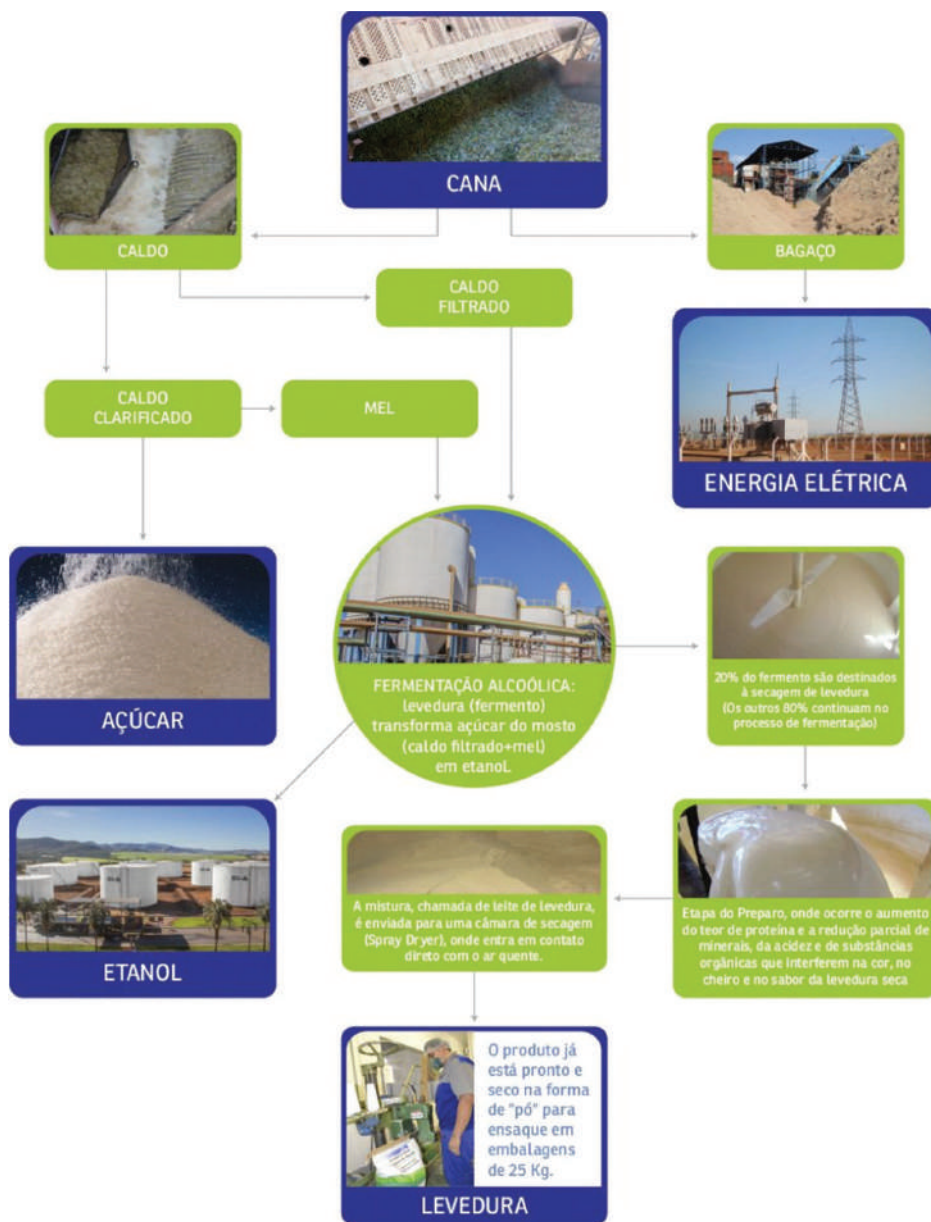 CANA
CALDO
BAGAÇO
CALDO
FILTRADO
CALDO
CLARIFICADO
MEL
ENERGIA ELÉTRICA
AÇÚCAR
FERMENTAÇÃO ALCOÓLICA:
levedura (fermento)
transforma açúcar do mosto
(caldo filtrado+mel)
em etanol.
20% do fermento são destinados
à secagem de levedura
(Os outros 80% continuam no
processo de fermentação)
ETANOL
A mistura, chamada de leite de levedura,
é enviada para uma câmara de secagem
(Spray Dryer), onde entra em contato
direto com o ar quente.
Etapa do Preparo, onde ocorre o aumento
do teor de proteína e a redução parcial de
minerais, da acidez e de substâncias
orgânicas que interferem na cor, no
cheiro e no sabor da levedura seca
O produto já
está pronto e
seco na forma
de "pó" para
ensaque em
embalagens
de 25 Kg.
LEVEDURA